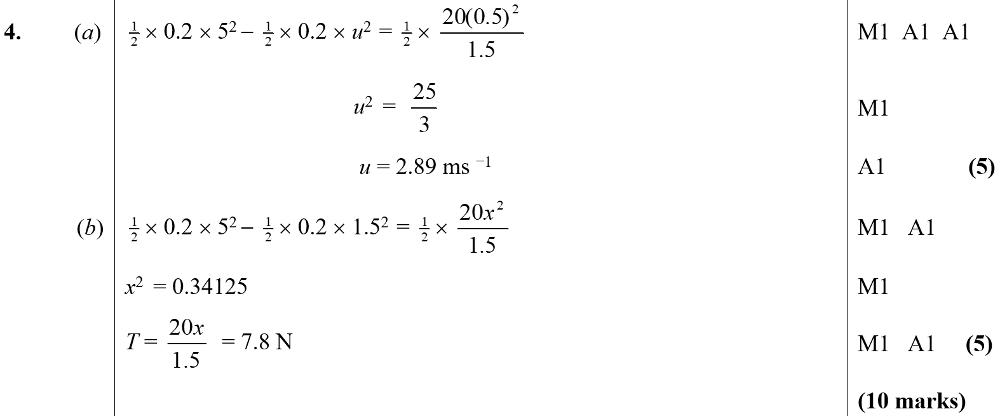 4. (a) ½ × 0.2 × 5² – ½ × 0.2 × u² = ½ × 20(0.5)²/1.5 M1 A1 A1
u² = 25/3 M1
u = 2.89 ms ⁻¹ A1 (5)
(b) ½ × 0.2 × 5² – ½ × 0.2 × 1.5² = ½ × 20x²/1.5 M1 A1
x² = 0.34125 M1
T = 20x/1.5 = 7.8 N M1 A1 (5)
(10 marks)